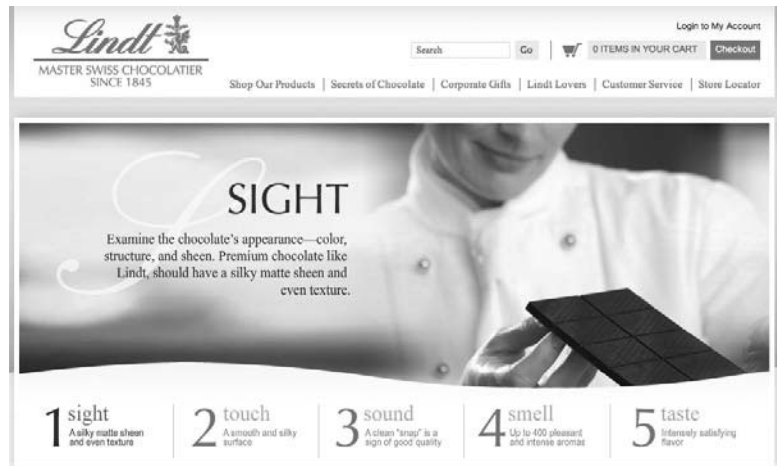 Lindt
MASTER SWISS CHOCOLATIER
SINCE 1845
Login to My Account
Search
Go
0 ITEMS IN YOUR CART
Checkout
Shop Our Products | Secrets of Chocolate | Corporate Gifts | Lindt Lovers | Customer Service | Store Locator
SIGHT
Examine the chocolate's appearance—color,
structure, and sheen. Premium chocolate like
Lindt, should have a silky matte sheen and
even texture.
1 sight
A silky matte sheen
and even texture
2 touch
A smooth and silky
surface
3 sound
A clean "snap" is a
sign of good quality
4 smell
Up to 400 pleasant
and intense aromas
5 taste
Intensely satisfying
flavor